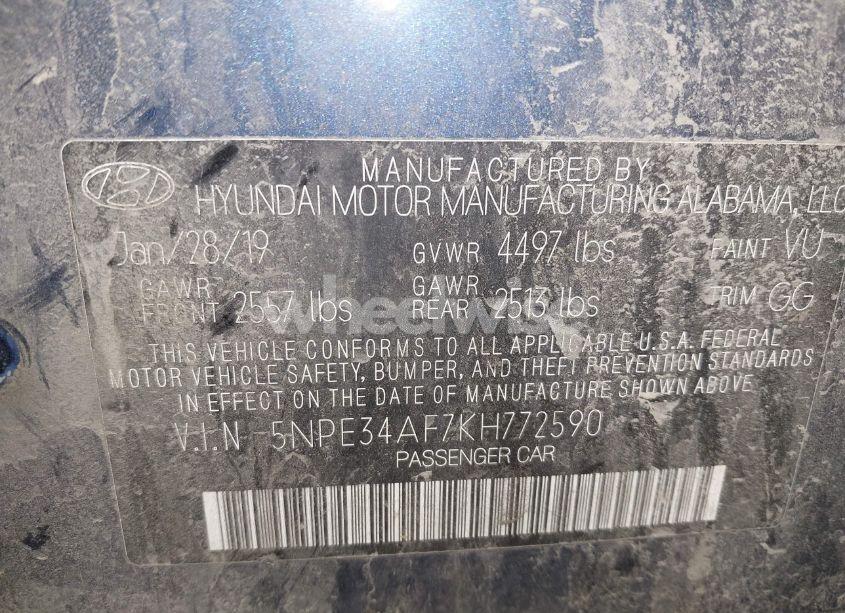 MANUFACTURED BY
HYUNDAI MOTOR MANUFACTURING ALABAMA, LLC
Jan/28/19 GVWR 4497 lbs PAINT VU
GAWR FRONT 2557 lbs GAWR REAR 2513 lbs TRIM GG
wheelwise
THIS VEHICLE CONFORMS TO ALL APPLICABLE U.S.A. FEDERAL
MOTOR VEHICLE SAFETY, BUMPER, AND THEFT PREVENTION STANDARDS
IN EFFECT ON THE DATE OF MANUFACTURE SHOWN ABOVE
V.I.N 5NPE34AF7KH772590
PASSENGER CAR